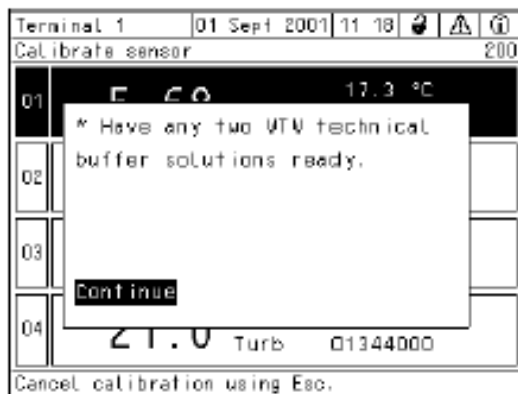 Terminal 1 01 Sept 2001 11 18
Calibrate sensor 200
01 17.3 °C
* Have any two WTW technical
buffer solutions ready.
02
03
Continue
04 21.0 Turb 01344000
Cancel calibration using Esc.